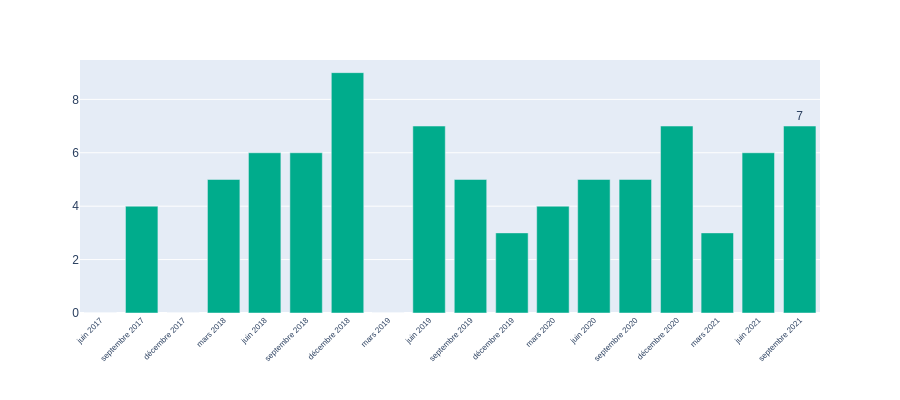 8
6
4
2
0
7
juin 2017
septembre 2017
décembre 2017
mars 2018
juin 2018
septembre 2018
décembre 2018
mars 2019
juin 2019
septembre 2019
décembre 2019
mars 2020
juin 2020
septembre 2020
décembre 2020
mars 2021
juin 2021
septembre 2021